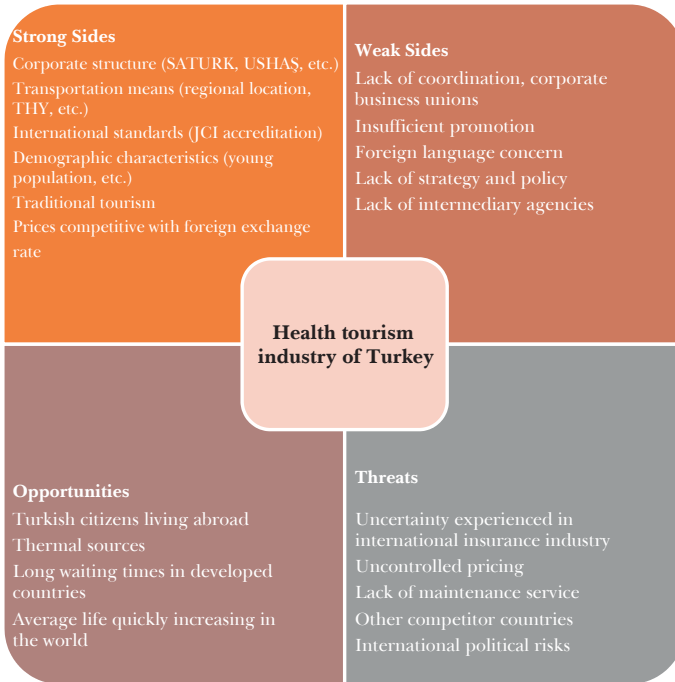 Strong Sides
Corporate structure (SATURK, USHAŞ, etc.)
Transportation means (regional location,
THY, etc.)
International standards (JCI accreditation)
Demographic characteristics (young
population, etc.)
Traditional tourism
Prices competitive with foreign exchange
rate
Weak Sides
Lack of coordination, corporate
business unions
Insufficient promotion
Foreign language concern
Lack of strategy and policy
Lack of intermediary agencies
Health tourism
industry of Turkey
Opportunities
Turkish citizens living abroad
Thermal sources
Long waiting times in developed
countries
Average life quickly increasing in
the world
Threats
Uncertainty experienced in
international insurance industry
Uncontrolled pricing
Lack of maintenance service
Other competitor countries
International political risks